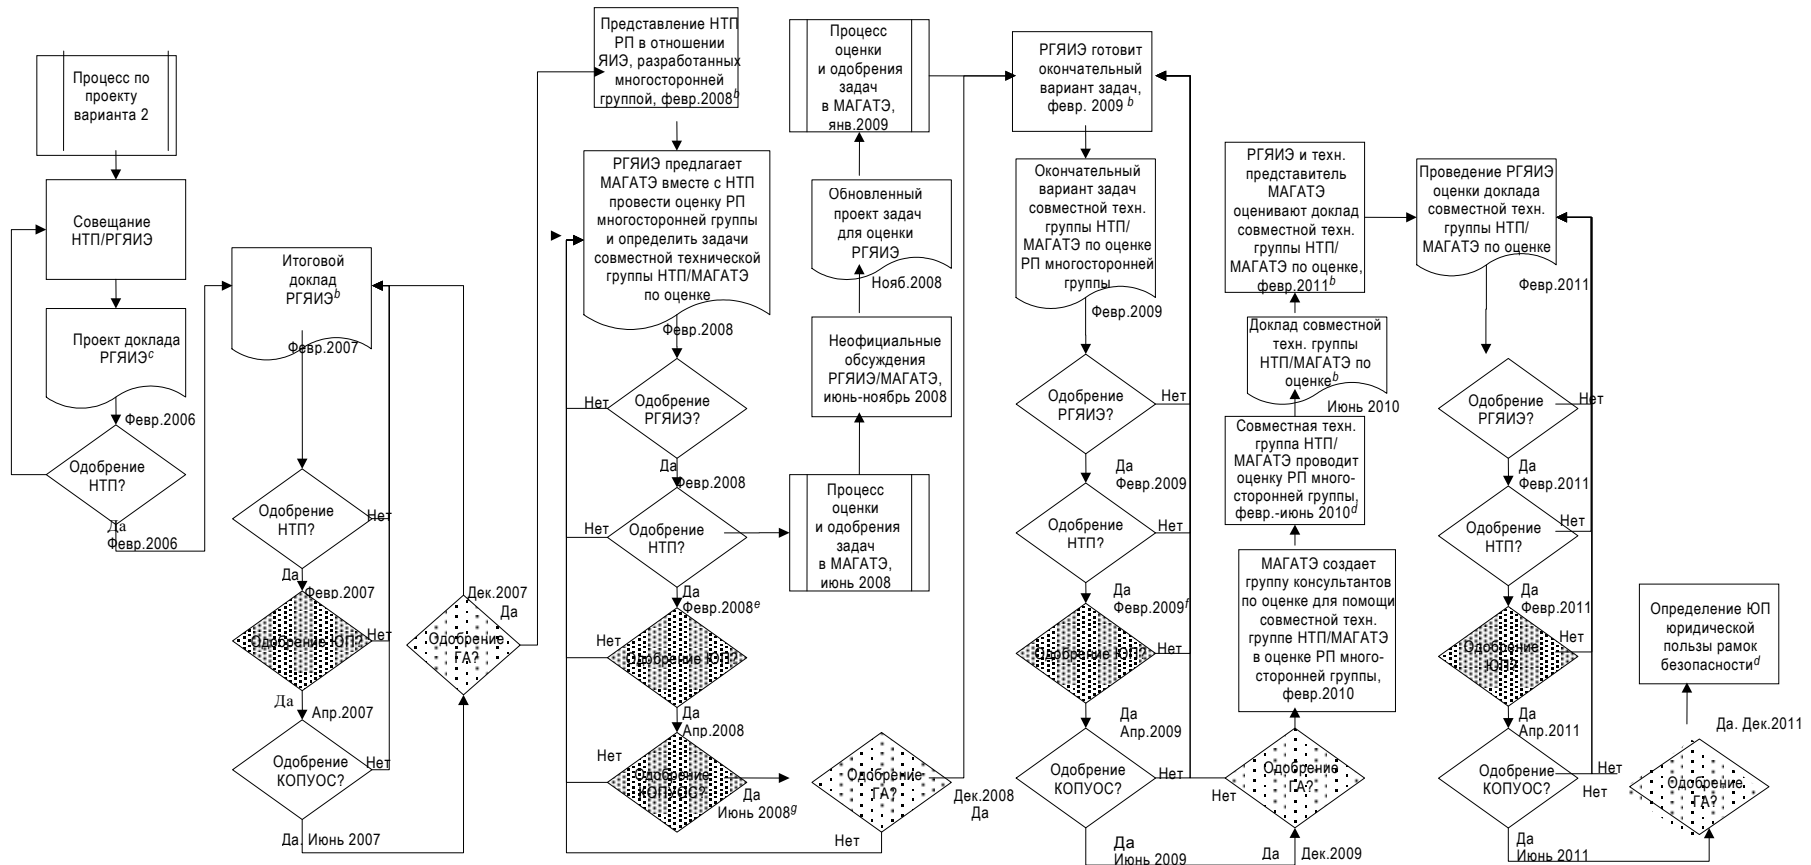 Процесс по
проекту
варианта 2
Совещание
НТП/РГЯИЭ
Проект доклада
РГЯИЭc
Февр.2006
Одобрение
НТП?
Да
Февр.2006
Итоговой
доклад
РГЯИЭb
Февр.2007
Одобрение
НТП?
Нет
Да
Февр.2007
Одобрение ЮП?
Нет
Да
Апр.2007
Одобрение
КОПУОС?
Нет
Да. Июнь 2007
Дек.2007
Да
Одобрение
ГА?
Представление НТП
РП в отношении
ЯИЭ, разработанных
многосторонней
группой, февр.2008b
РГЯИЭ предлагает
МАГАТЭ вместе с НТП
провести оценку РП
многосторонней группы
и определить задачи
совместной технической
группы НТП/МАГАТЭ
по оценке
Февр.2008
Нет
Одобрение
РГЯИЭ?
Да
Февр.2008
Нет
Одобрение
НТП?
Да
Февр.2008e
Нет
Одобрение ЮП?
Да
Апр.2008
Нет
Одобрение
КОПУОС?
Да
Июнь 2008g
Процесс
оценки
и одобрения
задач
в МАГАТЭ,
янв.2009
Обновленный
проект задач
для оценки
РГЯИЭ
Нояб.2008
Неофициальные
обсуждения
РГЯИЭ/МАГАТЭ,
июнь-ноябрь 2008
Процесс
оценки
и одобрения
задач
в МАГАТЭ,
июнь 2008
Одобрение
ГА?
Дек.2008
Да
Нет
РГЯИЭ готовит
окончательный
вариант задач,
февр. 2009 b
Окончательный
вариант задач
совместной техн.
группы НТП/
МАГАТЭ по оценке
РП многосторонней
группы
Февр.2009
Одобрение
РГЯИЭ?
Нет
Да
Февр.2009
Одобрение
НТП?
Нет
Да
Февр.2009f
Одобрение ЮП?
Нет
Да
Апр.2009
Одобрение
КОПУОС?
Нет
Да
Июнь 2009
РГЯИЭ и техн.
представитель
МАГАТЭ
оценивают доклад
совместной техн.
группы НТП/
МАГАТЭ по оценке,
февр.2011b
Доклад совместной
техн. группы
НТП/МАГАТЭ по
оценкеb
Июнь 2010
Совместная техн.
группа НТП/
МАГАТЭ проводит
оценку РП много-
сторонней группы,
февр.-июнь 2010d
МАГАТЭ создает
группу консультантов
по оценке для помощи
совместной техн.
группе НТП/МАГАТЭ
в оценке РП много-
сторонней группы,
февр.2010
Одобрение
ГА?
Нет
Да
Дек.2009
Проведение РГЯИЭ
оценки доклада
совместной техн.
группы НТП/
МАГАТЭ по оценке
Февр.2011
Одобрение
РГЯИЭ?
Нет
Да
Февр.2011
Одобрение
НТП?
Нет
Да
Февр.2011
Одобрение
ЮП?
Нет
Да
Апр.2011
Одобрение
КОПУОС?
Нет
Нет
Да
Июнь 2011
Определение ЮП
юридической
пользы рамок
безопасностиd
Да. Дек.2011
Одобрение
ГА?